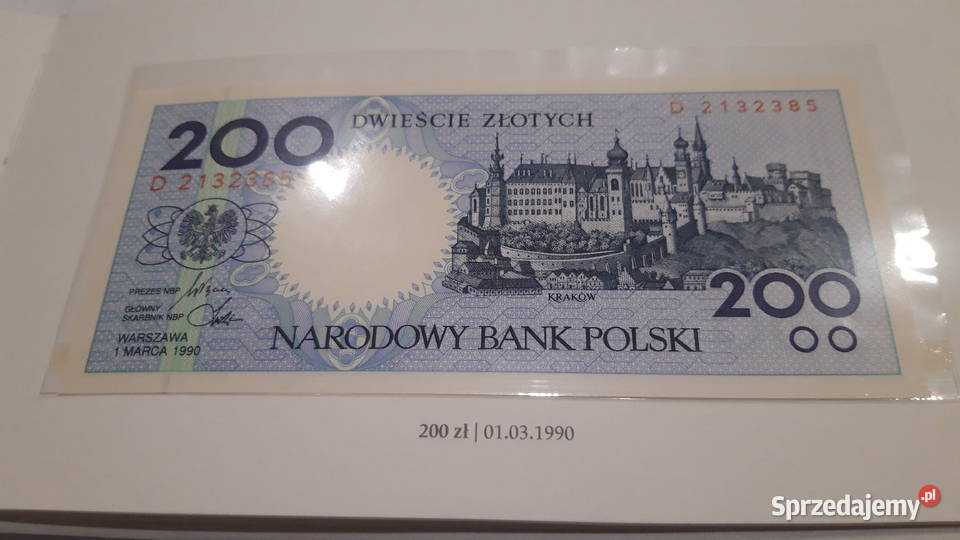 DWIEŚCIE ZŁOTYCH
D 2132385
200
D 2132385
PREZES NBP
GŁÓWNY
SKARBNIK NBP
WARSZAWA
1 MARCA 1990
KRAKÓW
200
NARODOWY BANK POLSKI
200 zł | 01.03.1990
Sprzedajemy.pl